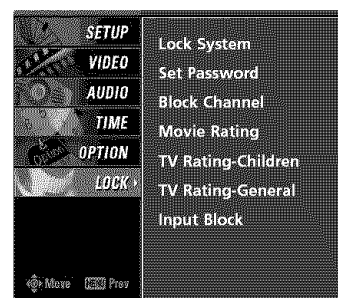 SETUP
VIDEO
AUDIO
TIME
OPTION
LOCK
Lock System
Set Password
Block Channel
Movie Rating
TV Rating-Children
TV Rating-General
Input Block
Move MENU Prev